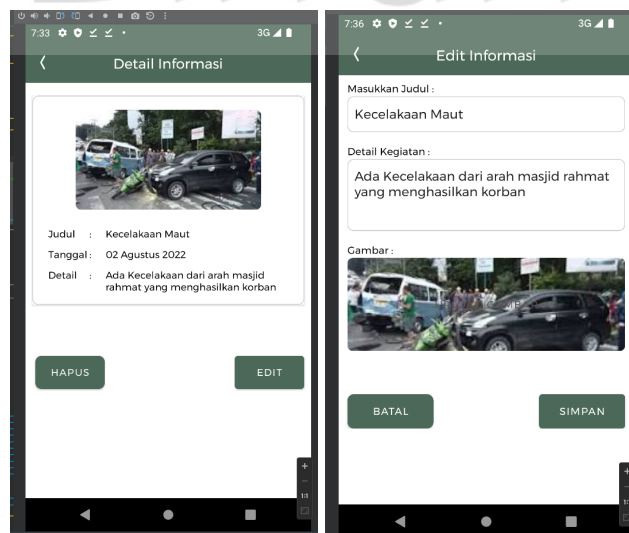 7:33
3G
Detail Informasi
Judul : Kecelakaan Maut
Tanggal : 02 Agustus 2022
Detail : Ada Kecelakaan dari arah masjid
rahmat yang menghasilkan korban
HAPUS
EDIT
1:1
7:36
3G
Edit Informasi
Masukkan Judul :
Kecelakaan Maut
Detail Kegiatan :
Ada Kecelakaan dari arah masjid rahmat
yang menghasilkan korban
Gambar :
BATAL
SIMPAN